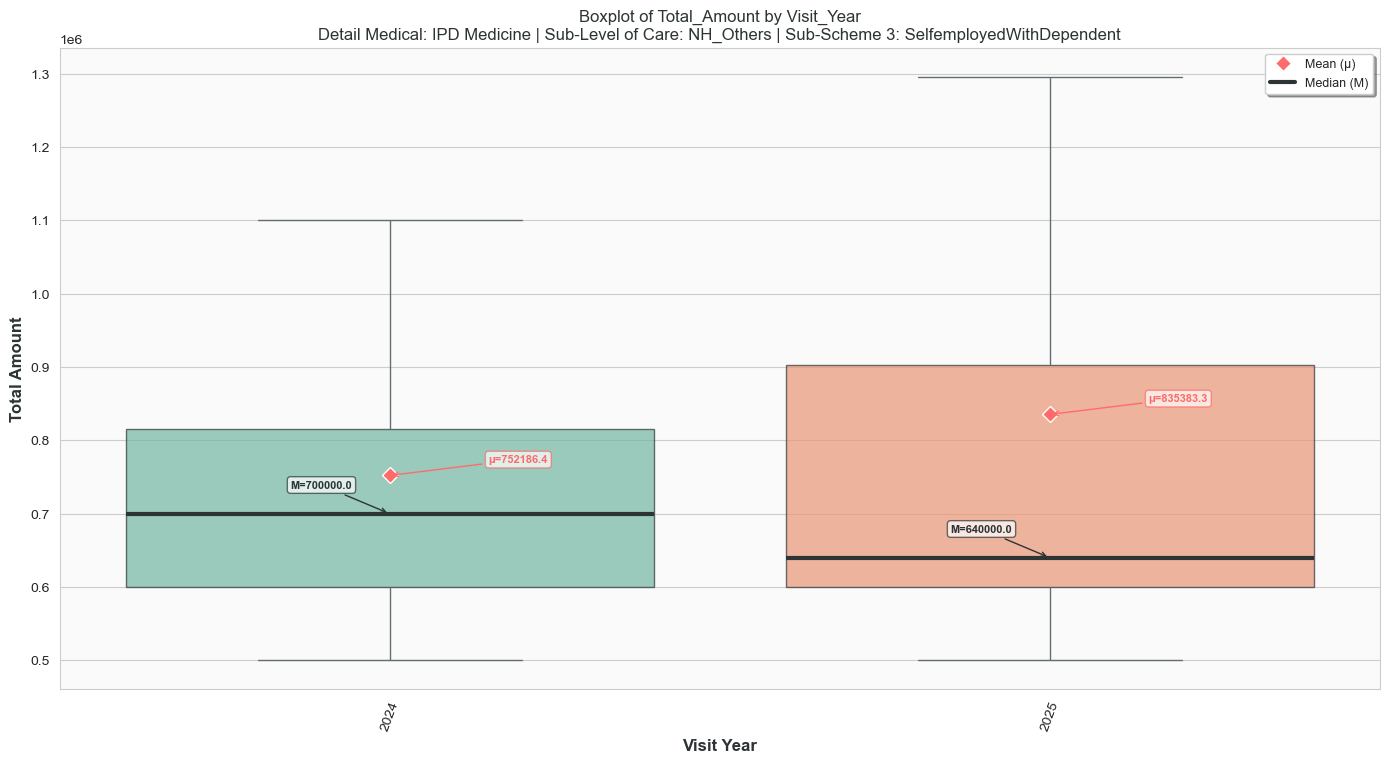 Boxplot of Total_Amount by Visit_Year
Detail Medical: IPD Medicine | Sub-Level of Care: NH_Others | Sub-Scheme 3: SelfemployedWithDependent
1e6
1.3
1.2
1.1
1.0
0.9
0.8
0.7
0.6
0.5
Total Amount
Mean (μ)
Median (M)
μ=752186.4
M=700000.0
μ=835383.3
M=640000.0
2024
2025
Visit Year